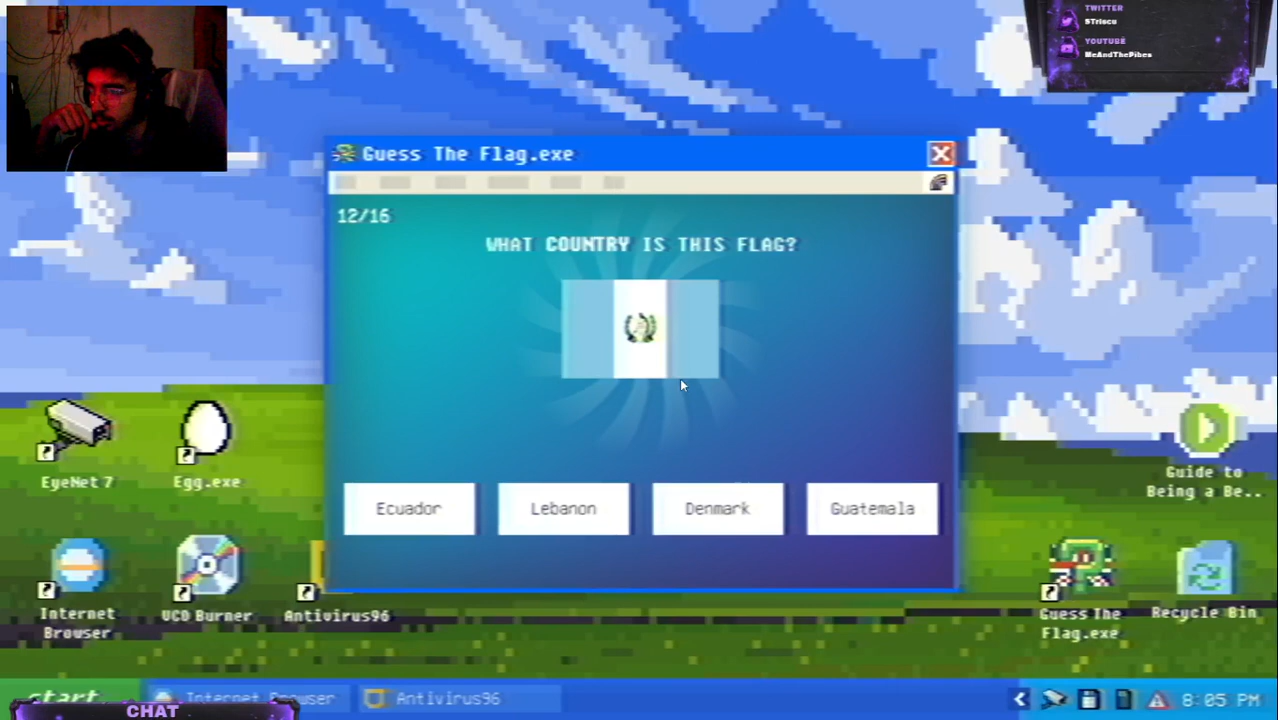 TWITTER
STriscu
YOUTUBE
MeAndThePibes
Guess The Flag.exe
12/16
WHAT COUNTRY IS THIS FLAG?
Ecuador
Lebanon
Denmark
Guatemala
EyeNet 7
Egg.exe
Guide to
Being a Be..
Internet
Browser
UCD Burner
Antivirus96
Guess The
Flag.exe
Recycle Bin
start
Internet Browser
Antivirus96
8:05 PM
CHAT